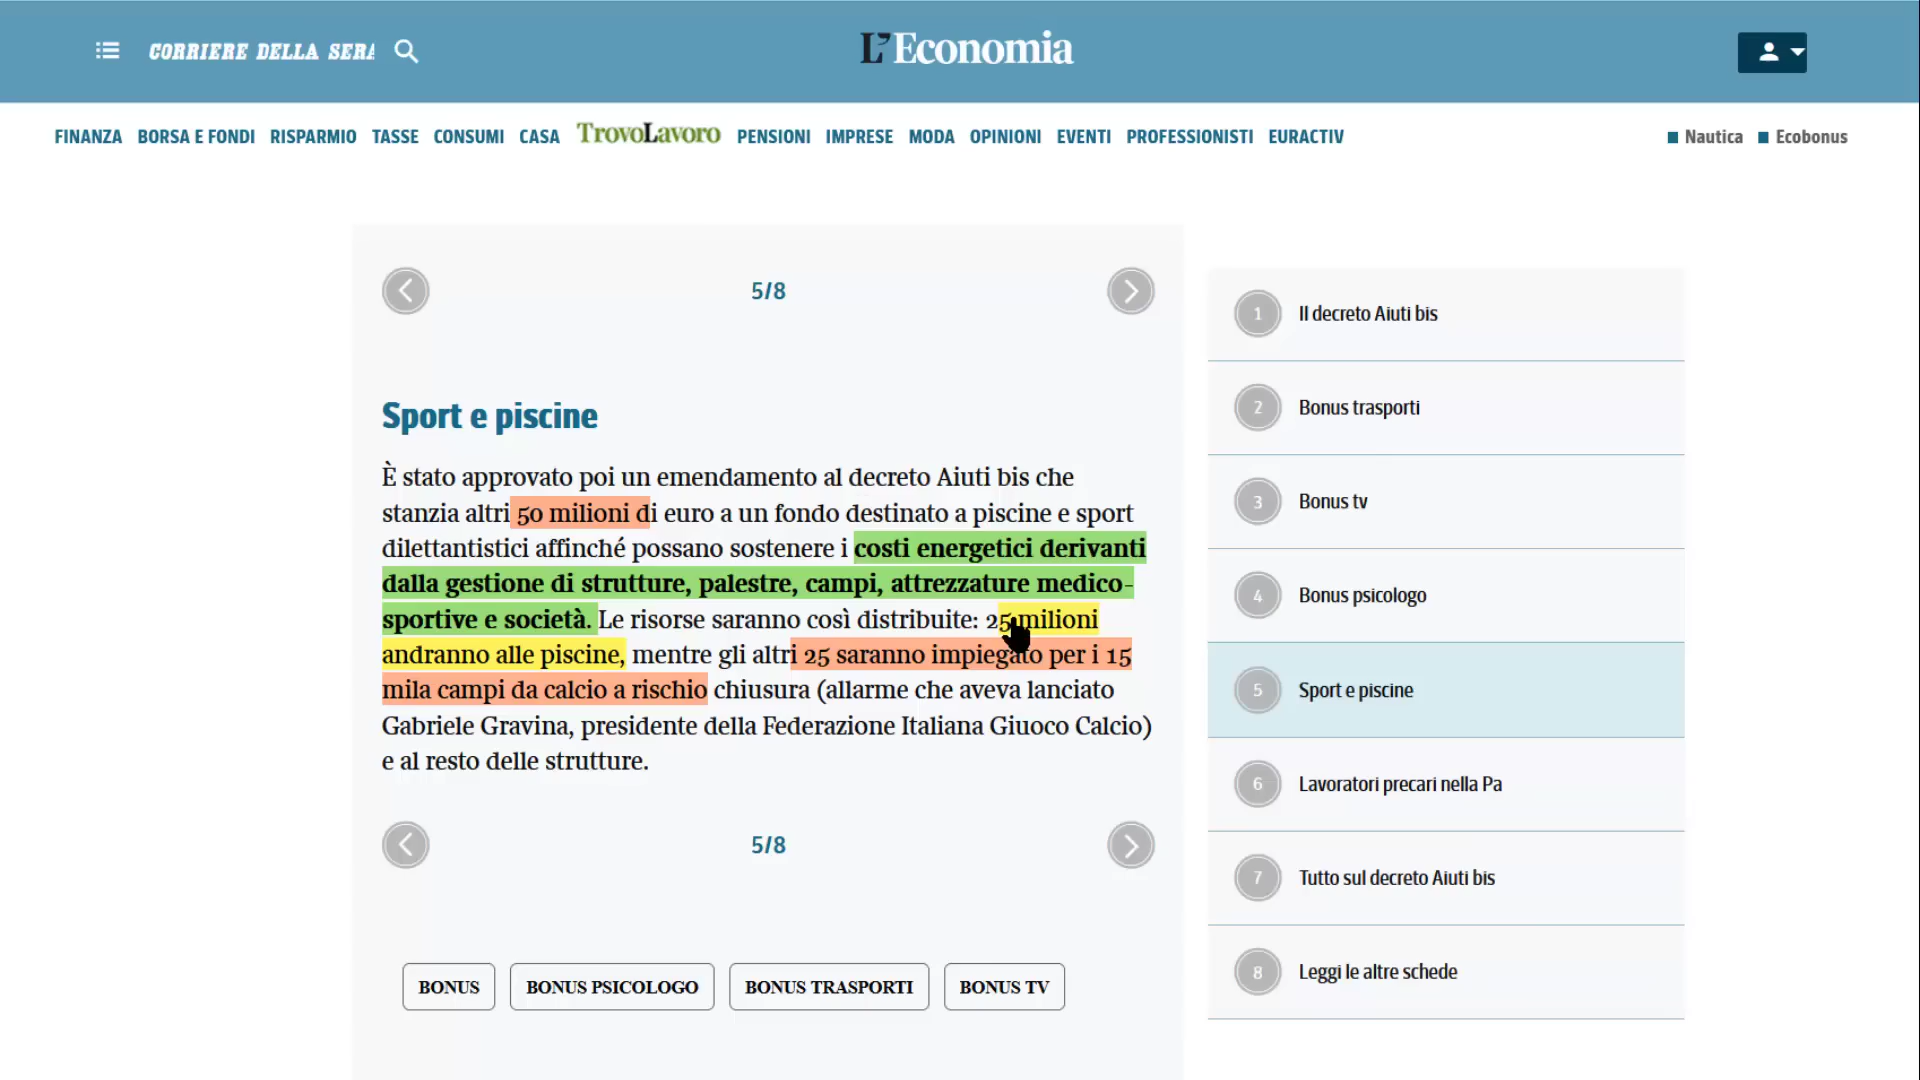 CORRIERE DELLA SERA
L'Economia
FINANZA BORSA E FONDI RISPARMIO TASSE CONSUMI CASA TrovoLavoro PENSIONI IMPRESE MODA OPINIONI EVENTI PROFESSIONISTI EURACTIV Nautica Ecobonus
5/8
Sport e piscine
È stato approvato poi un emendamento al decreto Aiuti bis che
stanzia altri 50 milioni di euro a un fondo destinato a piscine e sport
dilettantistici affinché possano sostenere i costi energetici derivanti
dalla gestione di strutture, palestre, campi, attrezzature medico-
sportive e società. Le risorse saranno così distribuite: 25 milioni
andranno alle piscine, mentre gli altri 25 saranno impiegato per i 15
mila campi da calcio a rischio chiusura (allarme che aveva lanciato
Gabriele Gravina, presidente della Federazione Italiana Giuoco Calcio)
e al resto delle strutture.
5/8
BONUS BONUS PSICOLOGO BONUS TRASPORTI BONUS TV
1 Il decreto Aiuti bis
2 Bonus trasporti
3 Bonus tv
4 Bonus psicologo
5 Sport e piscine
6 Lavoratori precari nella Pa
7 Tutto sul decreto Aiuti bis
8 Leggi le altre schede